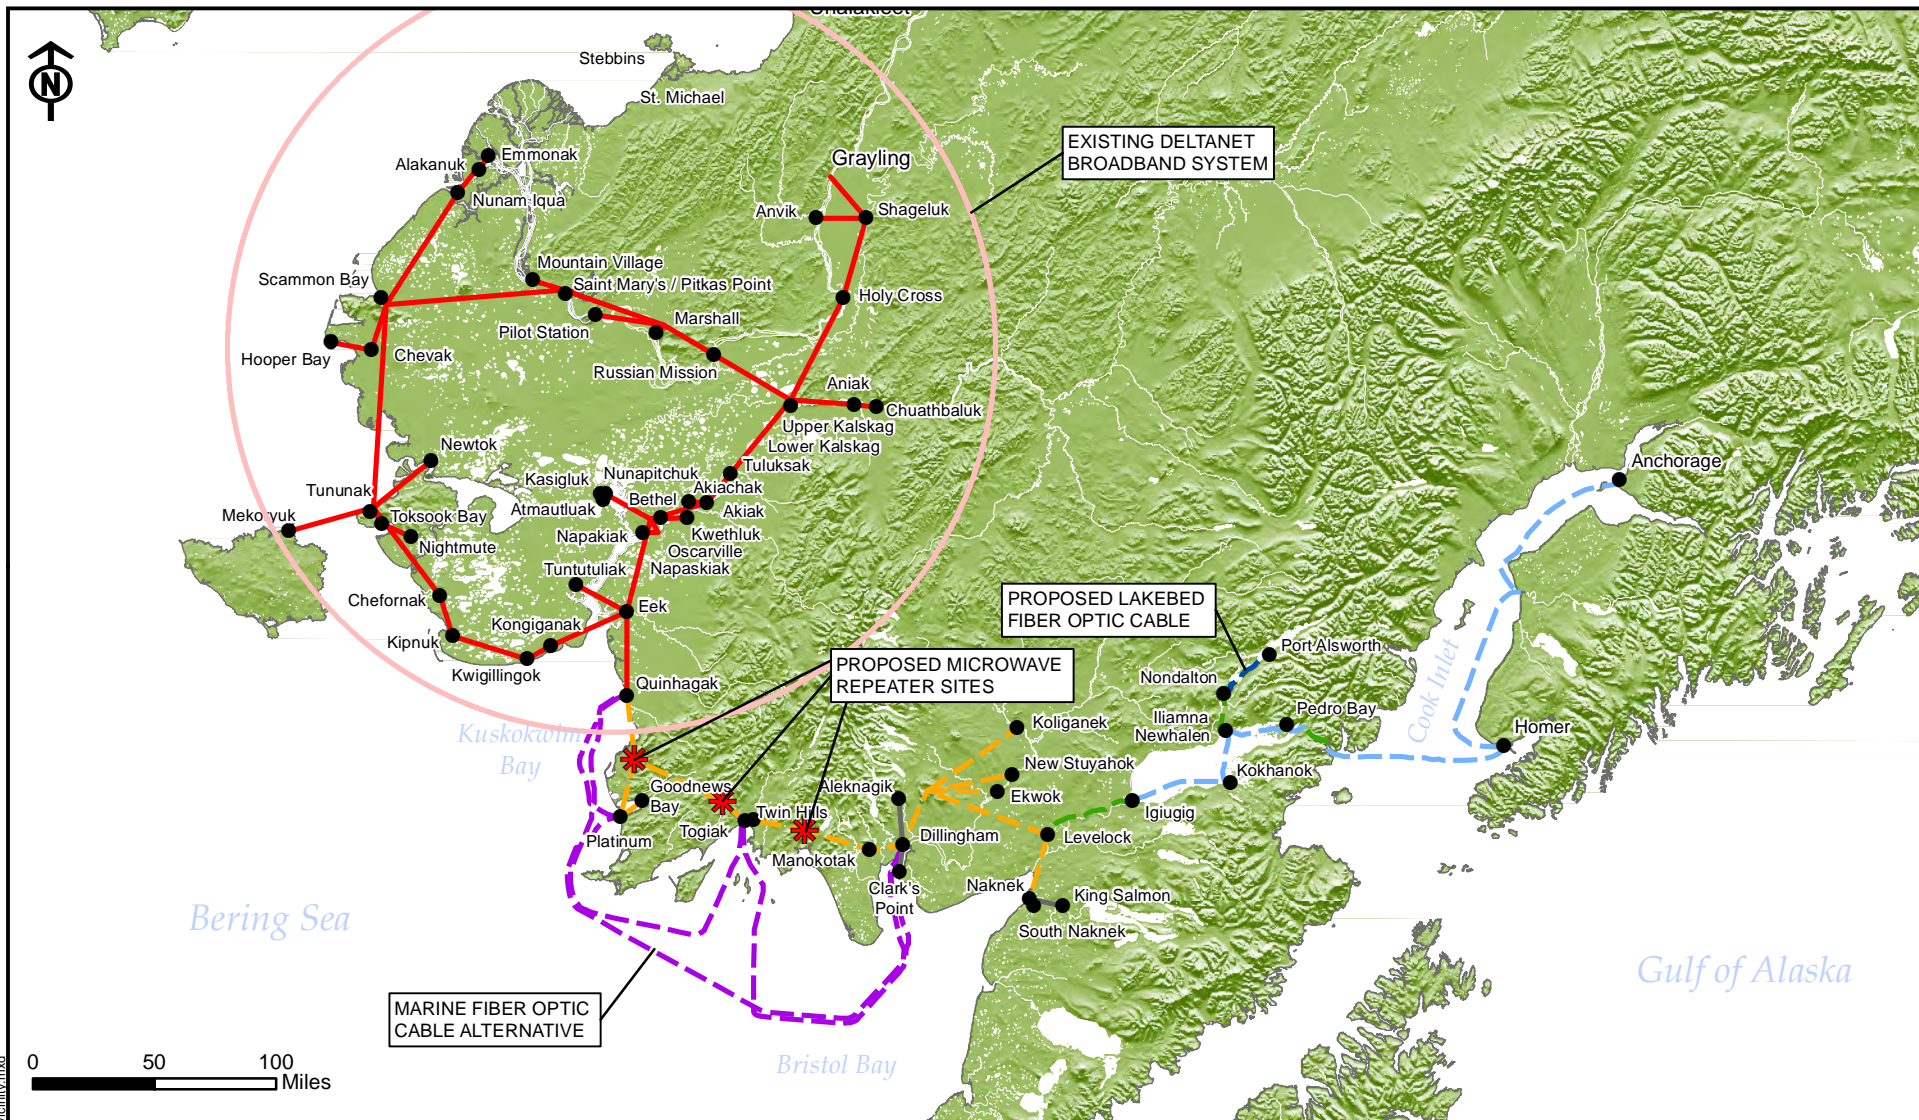 Unalakleet
Stebbins
St. Michael
N
Emmonak
Alakanuk
Nunam Iqua
EXISTING DELTANET
BROADBAND SYSTEM
Grayling
Anvik
Shageluk
Mountain Village
Scammon Bay
Saint Mary's / Pitkas Point
Holy Cross
Pilot Station
Marshall
Hooper Bay
Chevak
Russian Mission
Aniak
Chuathbaluk
Upper Kalskag
Lower Kalskag
Newtok
Tuluksak
Nunapitchuk
Kasigluk
Akiachak
Tununak
Bethel
Atmautluak
Akiak
Mekoryuk
Toksook Bay
Napakiak
Kwethluk
Nightmute
Oscarville
Napaskiak
Tuntutuliak
Chefornak
Eek
Kongiganak
Kipnuk
Kwigillingok
Quinhagak
Anchorage
PROPOSED LAKEBED
FIBER OPTIC CABLE
PROPOSED MICROWAVE
REPEATER SITES
Port Alsworth
Nondalton
Pedro Bay
Iliamna
Newhalen
Koliganek
Cook Inlet
Homer
Kuskokwim
Bay
New Stuyahok
Kokhanok
Aleknagik
Ekwok
Goodnews
Bay
Twin Hills
Igiugig
Togiak
Platinum
Dillingham
Levelock
Manokotak
Clark's
Point
Naknek
King Salmon
South Naknek
Bering Sea
Gulf of Alaska
MARINE FIBER OPTIC
CABLE ALTERNATIVE
Bristol Bay
0 50 100
Miles